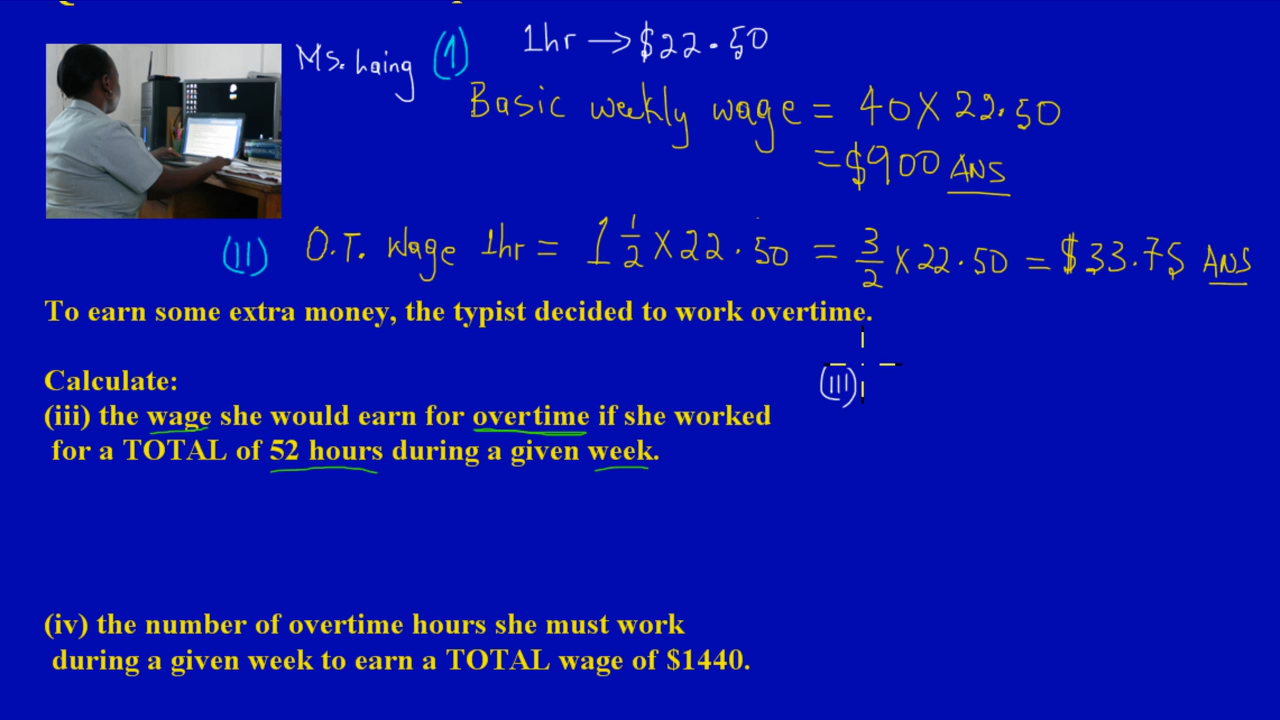 1hr → $22.50
Ms. haing (I)
Basic weekly wage = 40 X 22.50
= $900 ANS
(II) O.T. Wage 1hr = 1 1/2 X 22.50 = 3/2 X 22.50 = $33.75 ANS
To earn some extra money, the typist decided to work overtime.
Calculate:
(III)
(iii) the wage she would earn for overtime if she worked
for a TOTAL of 52 hours during a given week.
(iv) the number of overtime hours she must work
during a given week to earn a TOTAL wage of $1440.